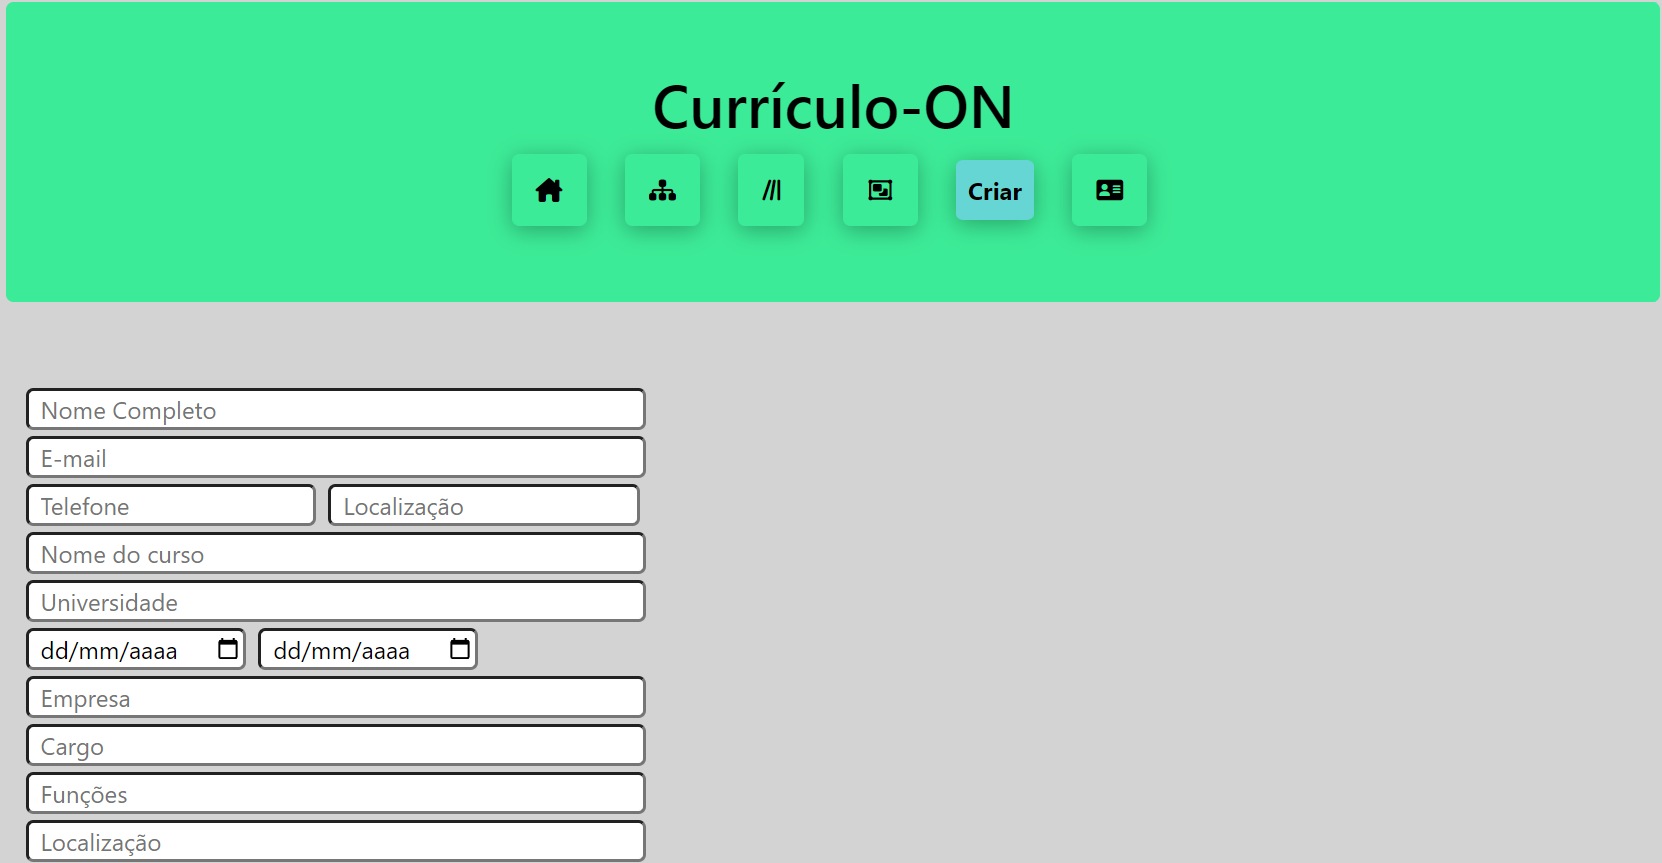 Currículo-ON
Criar
Nome Completo
E-mail
Telefone Localização
Nome do curso
Universidade
dd/mm/aaaa dd/mm/aaaa
Empresa
Cargo
Funções
Localização